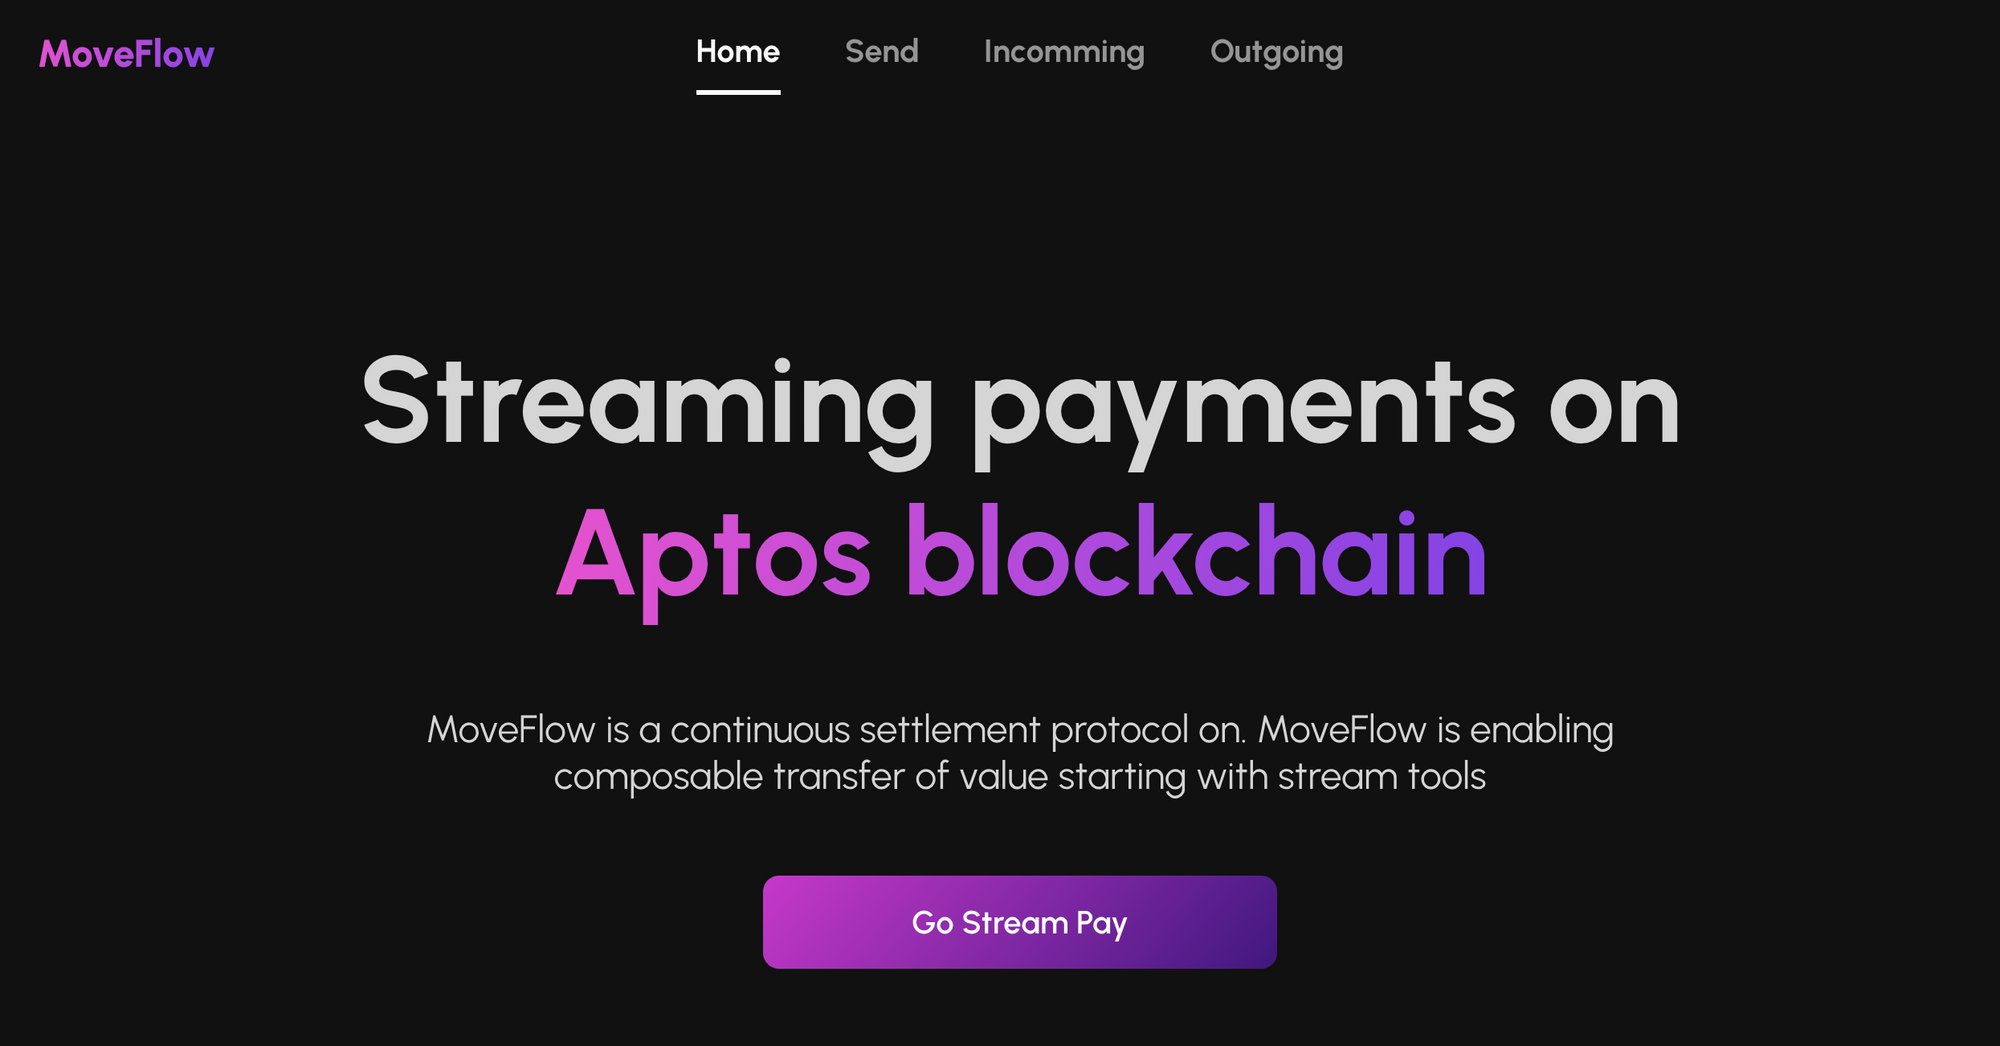 MoveFlow
Home Send Incomming Outgoing
Streaming payments on
Aptos blockchain
MoveFlow is a continuous settlement protocol on. MoveFlow is enabling
composable transfer of value starting with stream tools
Go Stream Pay